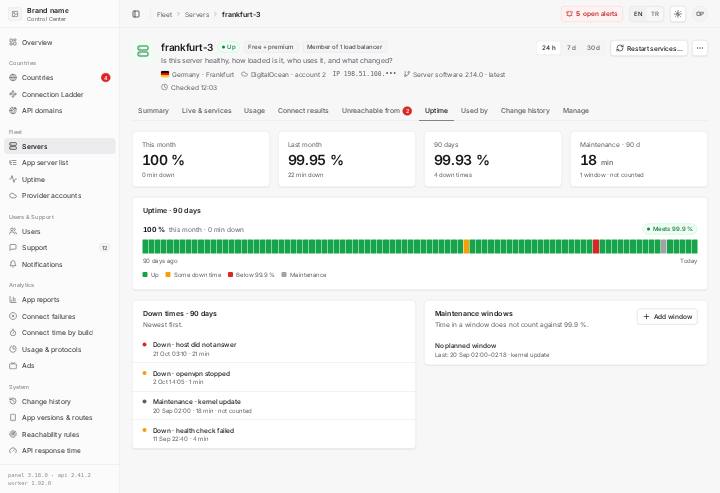 Brand name
Control Center
Overview
Countries
Countries 4
Connection Ladder
API domains
Fleet
Servers
App server list
Uptime
Provider accounts
Users & Support
Users
Support 12
Notifications
Analytics
App reports
Connect failures
Connect time by build
Usage & protocols
Ads
System
Change history
App versions & routes
Reachability rules
API response time
panel 3.18.0 · api 2.41.2
worker 1.92.0
Fleet > Servers > frankfurt-3
5 open alerts
EN TR
OP
frankfurt-3 Up Free + premium Member of 1 load balancer
Is this server healthy, how loaded is it, who uses it, and what changed?
Germany · Frankfurt DigitalOcean · account 2 IP 198.51.100.••• Server software 2.14.0 · latest
Checked 12:03
24 h 7 d 30 d Restart services...
Summary Live & services Usage Connect results Unreachable from 2 Uptime Used by Change history Manage
This month
100 %
0 min down
Last month
99.95 %
22 min down
90 days
99.93 %
4 down times
Maintenance · 90 d
18 min
1 window · not counted
Uptime · 90 days
100 % this month · 0 min down
Meets 99.9 %
90 days ago Today
Up Some down time Below 99.9 % Maintenance
Down times · 90 days
Newest first.
Down · host did not answer
21 Oct 03:10 · 21 min
Down · openvpn stopped
2 Oct 14:05 · 1 min
Maintenance · kernel update
20 Sep 02:00 · 18 min · not counted
Down · health check failed
11 Sep 22:40 · 4 min
Maintenance windows
Time in a window does not count against 99.9 %.
Add window
No planned window
Last: 20 Sep 02:00–02:18 · kernel update